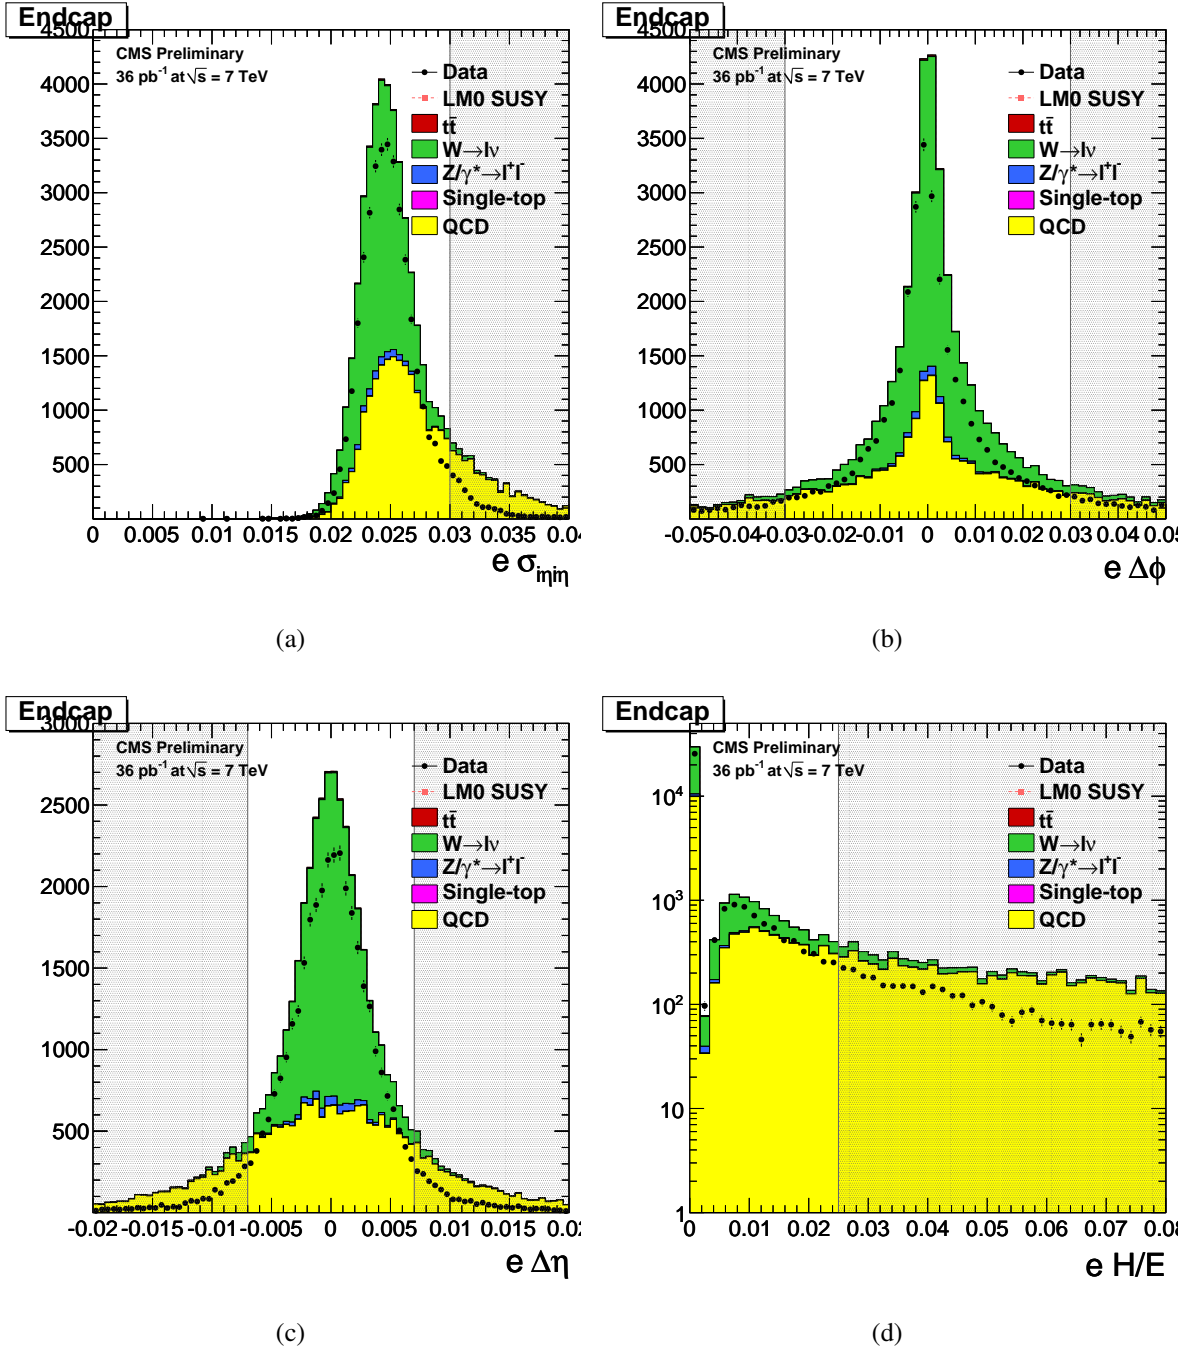 Endcap
CMS Preliminary
36 pb⁻¹ at √s = 7 TeV
Data
LM0 SUSY
tt̄
W→lν
Z/γ*→l⁺l⁻
Single-top
QCD
4000
3500
3000
2500
2000
1500
1000
500
0 0.005 0.01 0.015 0.02 0.025 0.03 0.035 0.04
e σiηiη
(a)
Endcap
4500
CMS Preliminary
36 pb⁻¹ at √s = 7 TeV
Data
LM0 SUSY
tt̄
W→lν
Z/γ*→l⁺l⁻
Single-top
QCD
4000
3500
3000
2500
2000
1500
1000
500
-0.05 -0.04 -0.03 -0.02 -0.01 0 0.01 0.02 0.03 0.04 0.05
e Δϕ
(b)
Endcap
3000
CMS Preliminary
36 pb⁻¹ at √s = 7 TeV
Data
LM0 SUSY
tt̄
W→lν
Z/γ*→l⁺l⁻
Single-top
QCD
2500
2000
1500
1000
500
-0.02 -0.015 -0.01 -0.005 0 0.005 0.01 0.015 0.02
e Δη
(c)
Endcap
CMS Preliminary
36 pb⁻¹ at √s = 7 TeV
Data
LM0 SUSY
tt̄
W→lν
Z/γ*→l⁺l⁻
Single-top
QCD
10⁴
10³
10²
10
1
0 0.01 0.02 0.03 0.04 0.05 0.06 0.07 0.08
e H/E
(d)